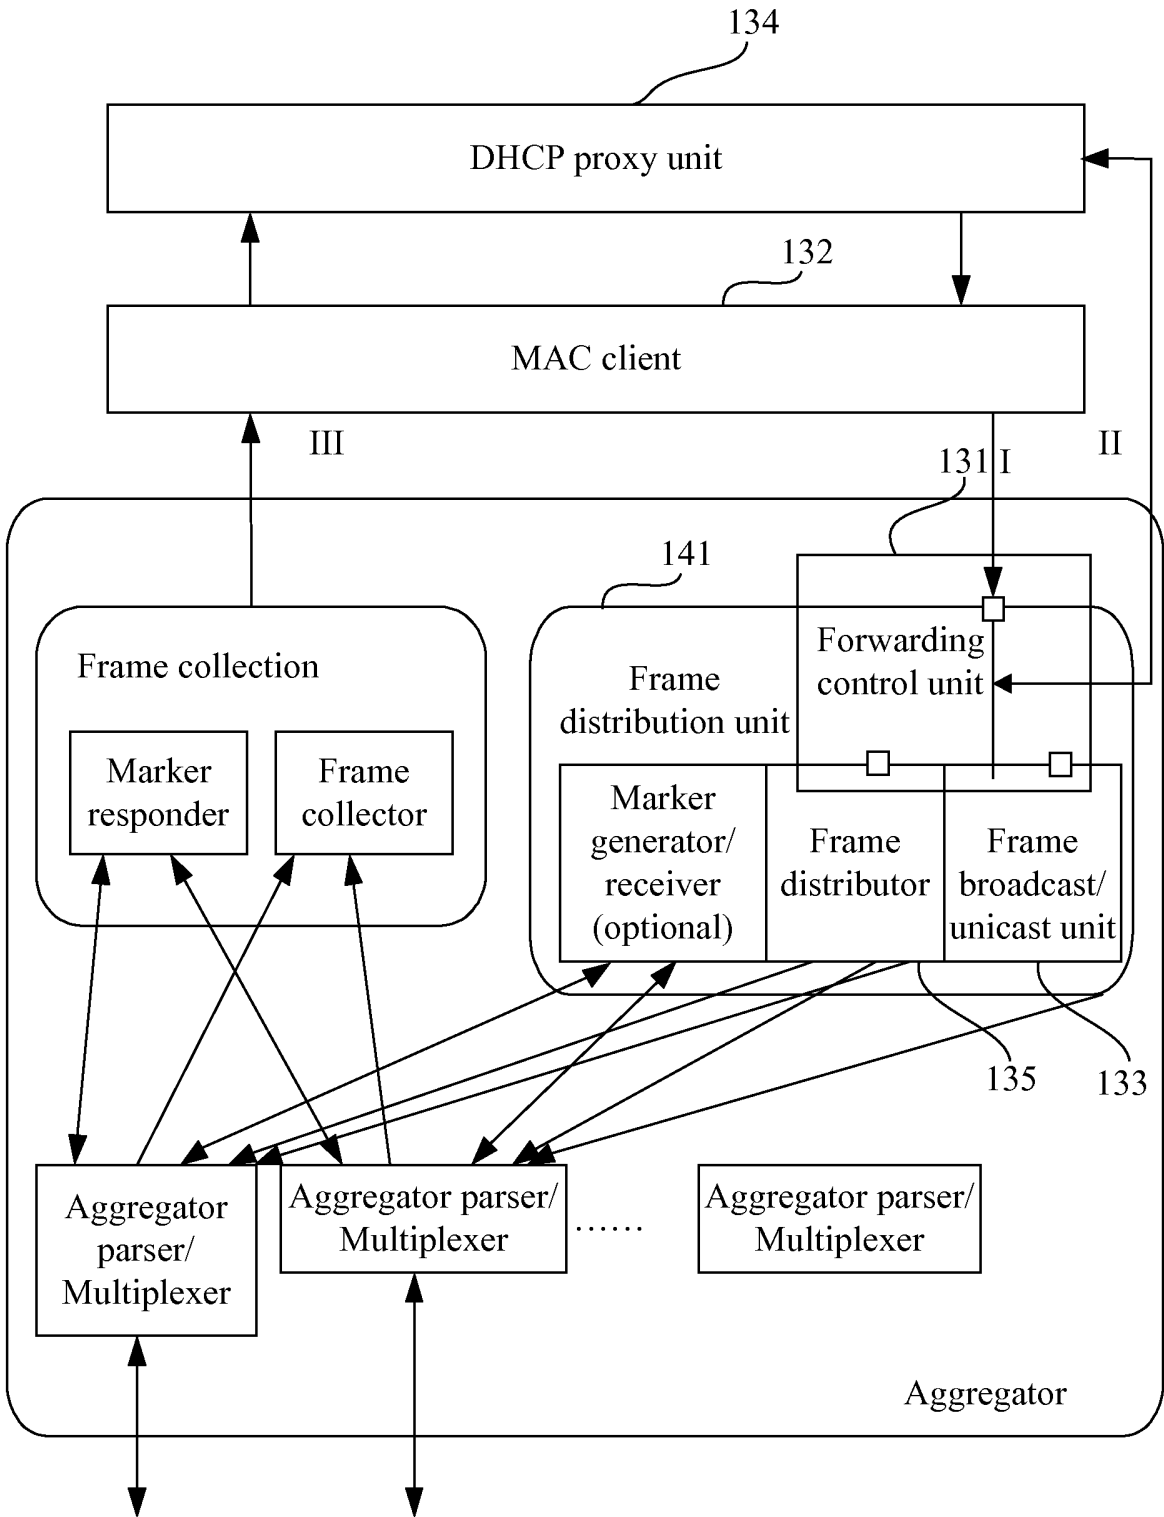 134
DHCP proxy unit
132
MAC client
III
II
131
I
141
Forwarding
control unit
Frame collection
Frame
distribution unit
Marker
responder
Frame
collector
Marker
generator/
receiver
(optional)
Frame
distributor
Frame
broadcast/
unicast unit
135
133
Aggregator
parser/
Multiplexer
Aggregator parser/
Multiplexer
......
Aggregator parser/
Multiplexer
Aggregator